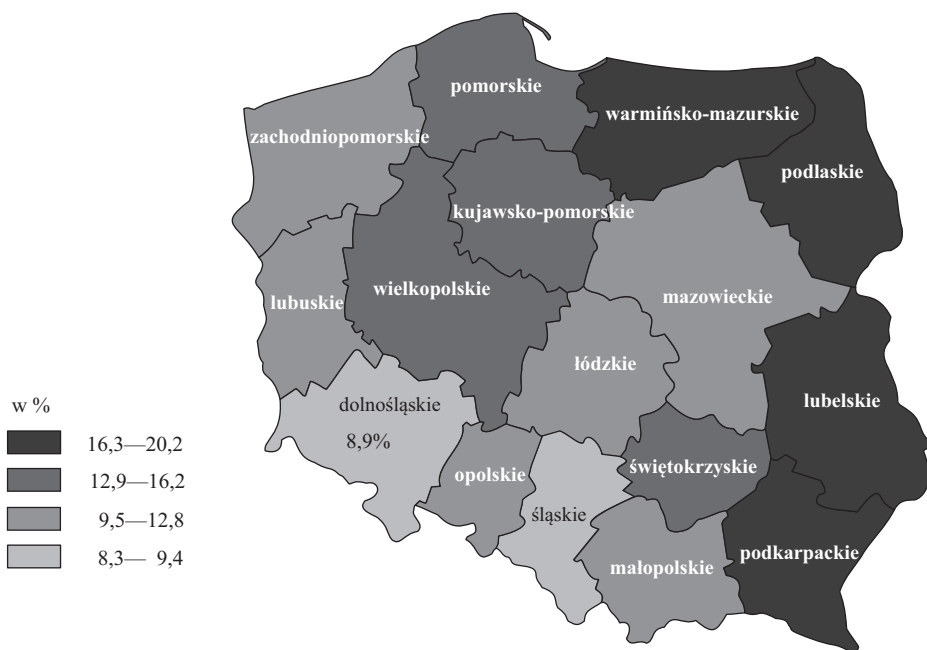 pomorskie
warmińsko-mazurskie
zachodniopomorskie
podlaskie
kujawsko-pomorskie
wielkopolskie
mazowieckie
lubuskie
łódzkie
dolnośląskie
8,9%
lubelskie
opolskie
świętokrzyskie
śląskie
podkarpackie
małopolskie
w %
16,3—20,2
12,9—16,2
9,5—12,8
8,3— 9,4